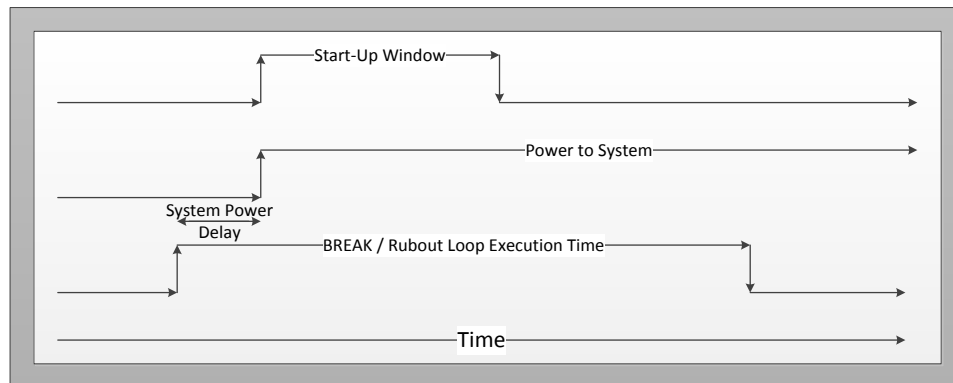 Start-Up Window
Power to System
System Power
Delay
BREAK / Rubout Loop Execution Time
Time